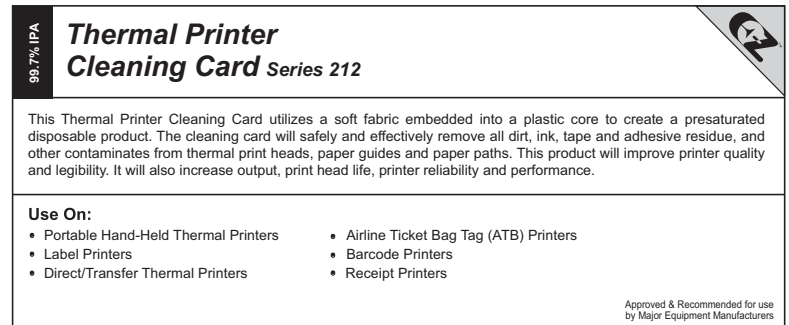 99.7% IPA
Thermal Printer
Cleaning Card Series 212
This Thermal Printer Cleaning Card utilizes a soft fabric embedded into a plastic core to create a presaturated
disposable product. The cleaning card will safely and effectively remove all dirt, ink, tape and adhesive residue, and
other contaminates from thermal print heads, paper guides and paper paths. This product will improve printer quality
and legibility. It will also increase output, print head life, printer reliability and performance.
Use On:
• Portable Hand-Held Thermal Printers
• Label Printers
• Direct/Transfer Thermal Printers
• Airline Ticket Bag Tag (ATB) Printers
• Barcode Printers
• Receipt Printers
Approved & Recommended for use
by Major Equipment Manufacturers